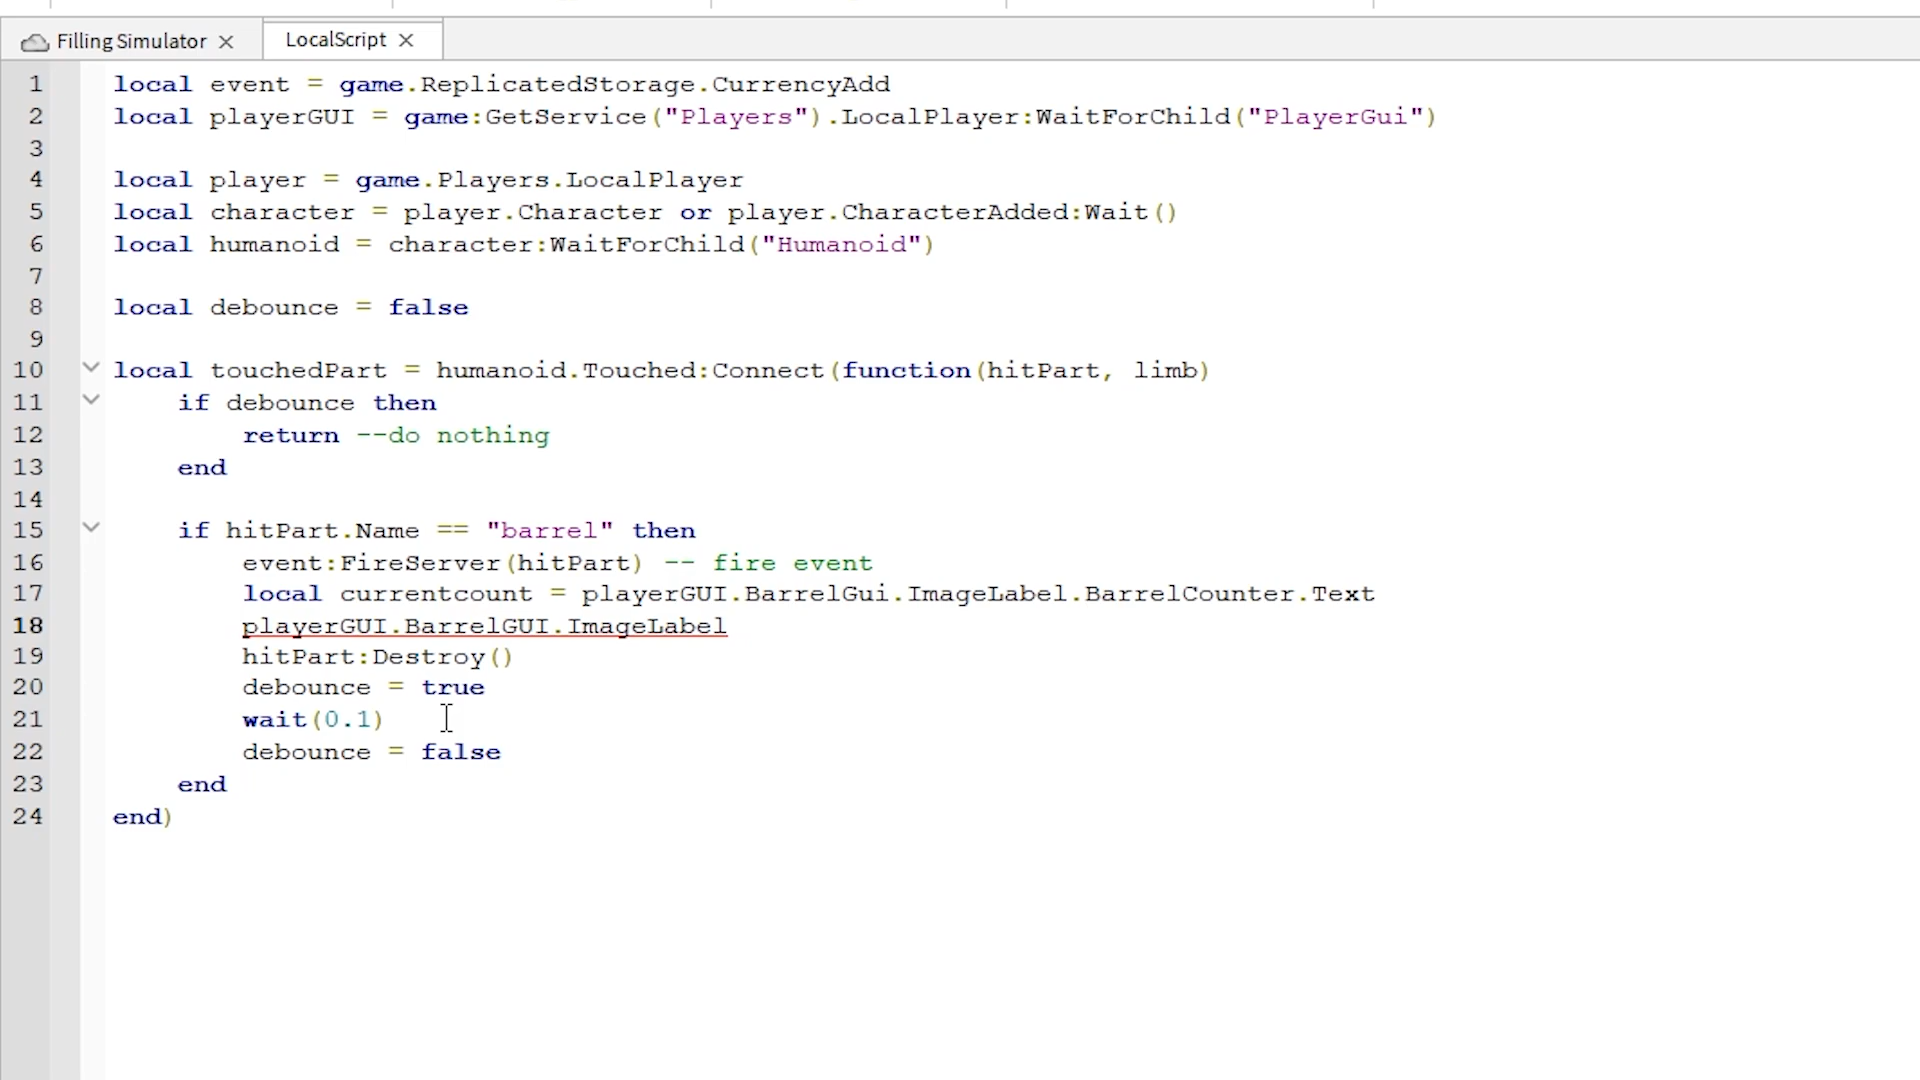 Filling Simulator
LocalScript
1 local event = game.ReplicatedStorage.CurrencyAdd
2 local playerGUI = game:GetService("Players").LocalPlayer:WaitForChild("PlayerGui")
3
4 local player = game.Players.LocalPlayer
5 local character = player.Character or player.CharacterAdded:Wait()
6 local humanoid = character:WaitForChild("Humanoid")
7
8 local debounce = false
9
10 local touchedPart = humanoid.Touched:Connect(function(hitPart, limb)
11 if debounce then
12 return --do nothing
13 end
14
15 if hitPart.Name == "barrel" then
16 event:FireServer(hitPart) -- fire event
17 local currentcount = playerGUI.BarrelGui.ImageLabel.BarrelCounter.Text
18 playerGUI.BarrelGUI.ImageLabel
19 hitPart:Destroy()
20 debounce = true
21 wait(0.1)
22 debounce = false
23 end
24 end)